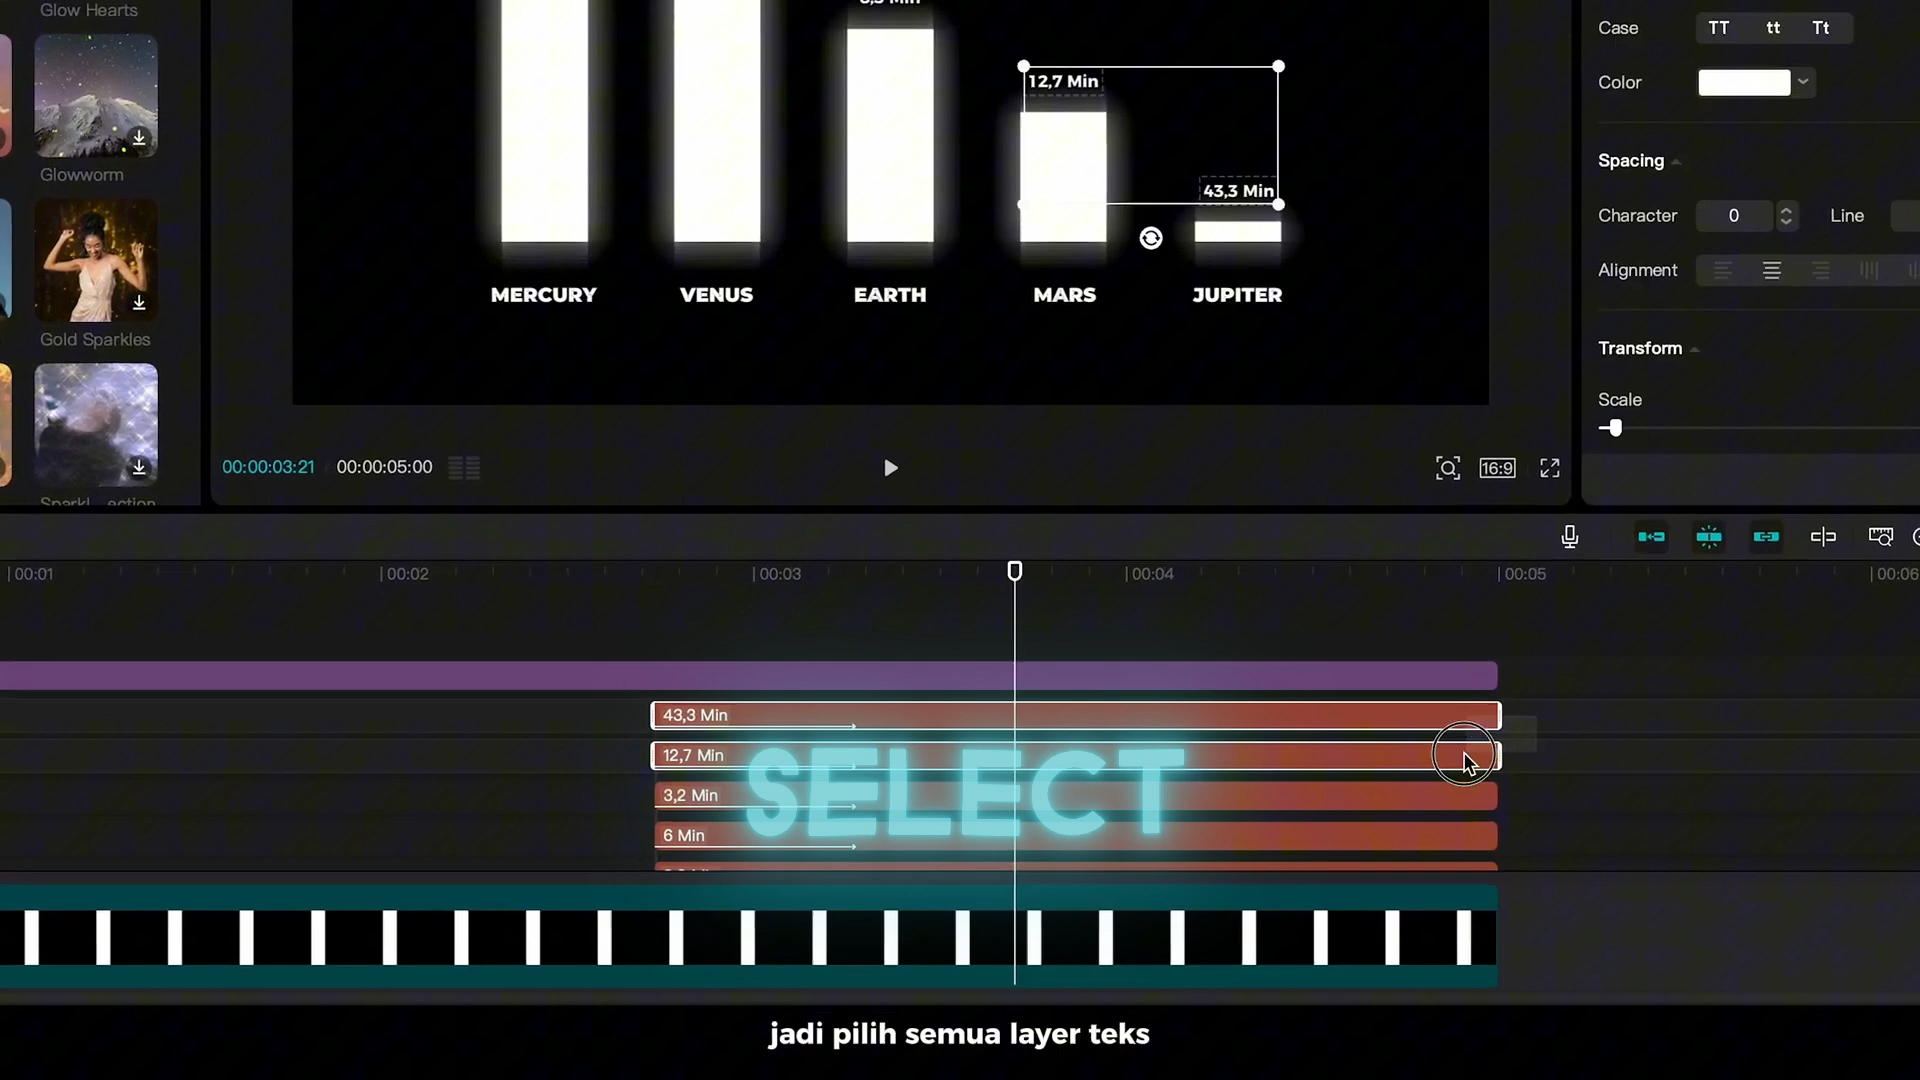 Glow Hearts
Glowworm
Gold Sparkles
12,7 Min
43,3 Min
MERCURY
VENUS
EARTH
MARS
JUPITER
00:00:03:21
00:00:05:00
16:9
Case
TT
tt
Tt
Color
Spacing
Character
0
Line
Alignment
Transform
Scale
00:01
00:02
00:03
00:04
00:05
00:06
43,3 Min
12,7 Min
3,2 Min
6 Min
SELECT
jadi pilih semua layer teks